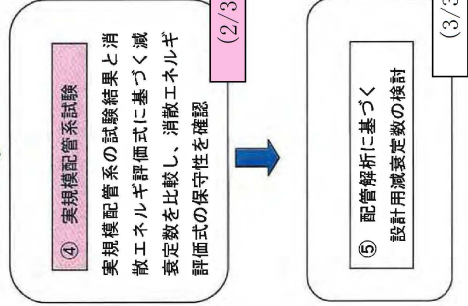 ④ 実規模配管系試験
実規模配管系の試験結果と消
散エネルギ評価式に基づく減
衰定数を比較し、消散エネルギ
評価式の保守性を確認
(2/3
⑤ 配管解析に基づく
設計用減衰定数の検討
(3/3